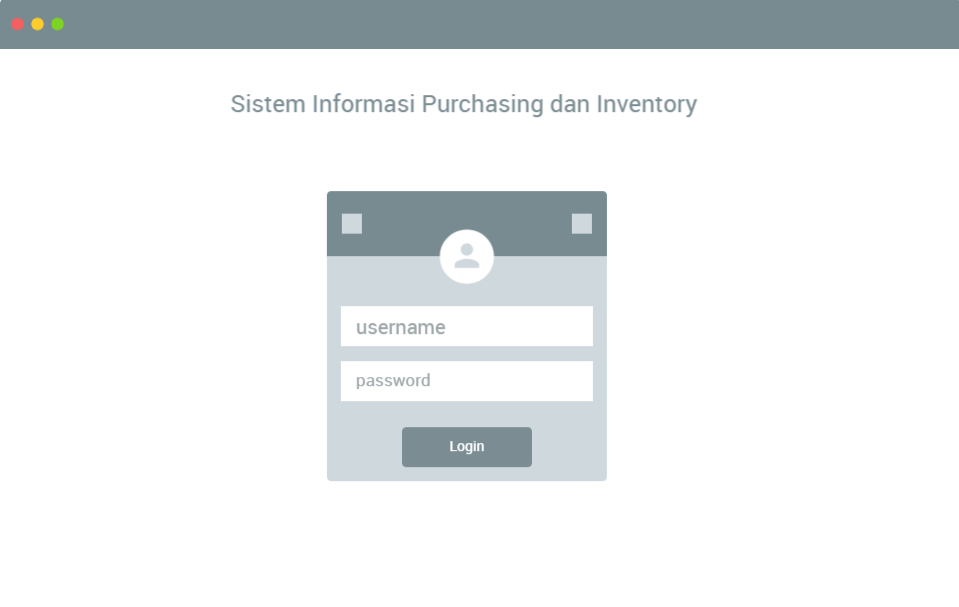 Sistem Informasi Purchasing dan Inventory
username
password
Login